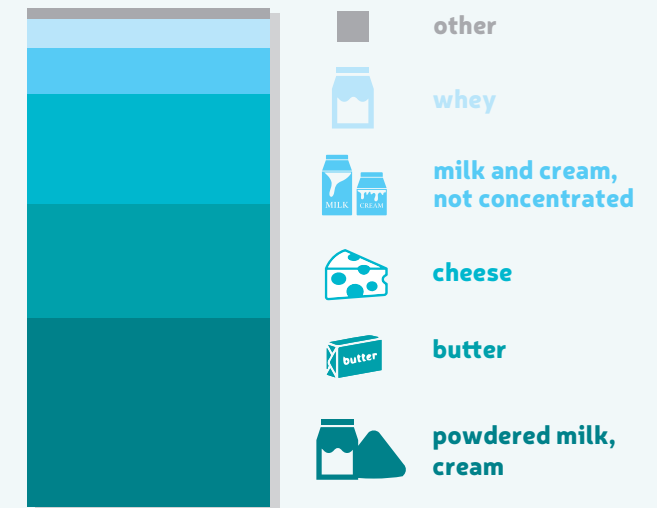 other
whey
milk and cream,
not concentrated
MILK
CREAM
cheese
butter
butter
powdered milk,
cream